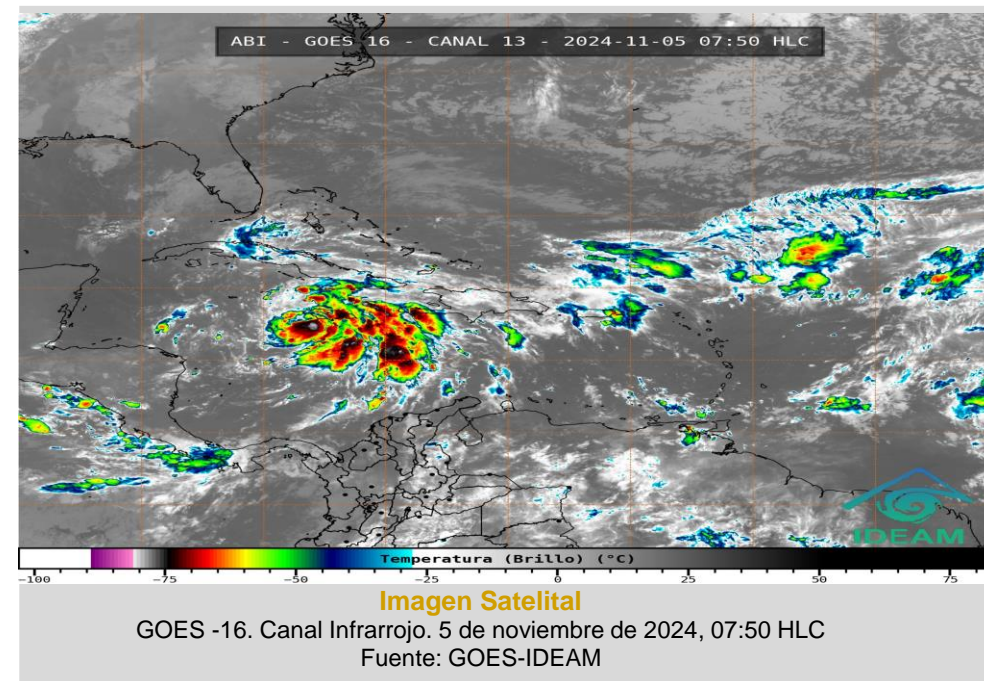 ABI - GOES 16 - CANAL 13 - 2024-11-05 07:50 HLC
IDEAM
Temperatura (Brillo) (°C)
−100 −75 −50 −25 0 25 50 75
Imagen Satelital
GOES -16. Canal Infrarrojo. 5 de noviembre de 2024, 07:50 HLC
Fuente: GOES-IDEAM